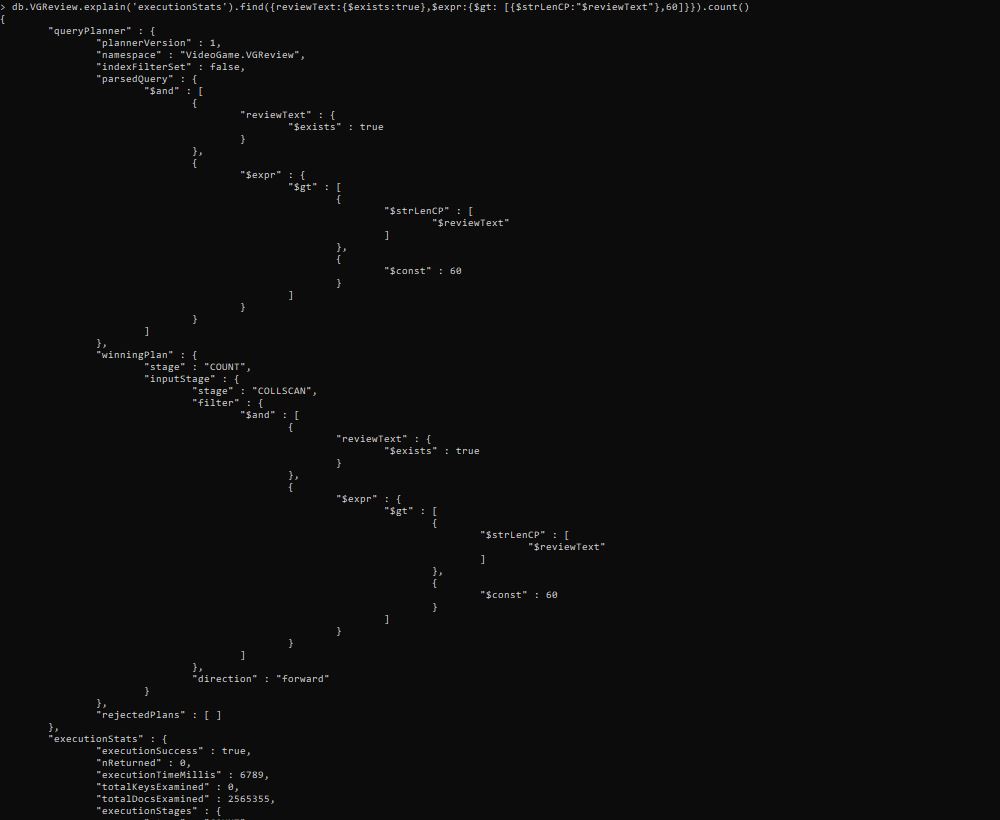 > db.VGReview.explain('executionStats').find({reviewText:{$exists:true},$expr:{$gt: [{$strLenCP:"$reviewText"},60]}}).count()
{
"queryPlanner" : {
"plannerVersion" : 1,
"namespace" : "VideoGame.VGReview",
"indexFilterSet" : false,
"parsedQuery" : {
"$and" : [
{
"reviewText" : {
"$exists" : true
}
},
{
"$expr" : {
"$gt" : [
{
"$strLenCP" : [
"$reviewText"
]
},
{
"$const" : 60
}
]
}
}
]
},
"winningPlan" : {
"stage" : "COUNT",
"inputStage" : {
"stage" : "COLLSCAN",
"filter" : {
"$and" : [
{
"reviewText" : {
"$exists" : true
}
},
{
"$expr" : {
"$gt" : [
{
"$strLenCP" : [
"$reviewText"
]
},
{
"$const" : 60
}
]
}
}
]
},
"direction" : "forward"
}
},
"rejectedPlans" : [ ]
},
"executionStats" : {
"executionSuccess" : true,
"nReturned" : 0,
"executionTimeMillis" : 6789,
"totalKeysExamined" : 0,
"totalDocsExamined" : 2565355,
"executionStages" : {